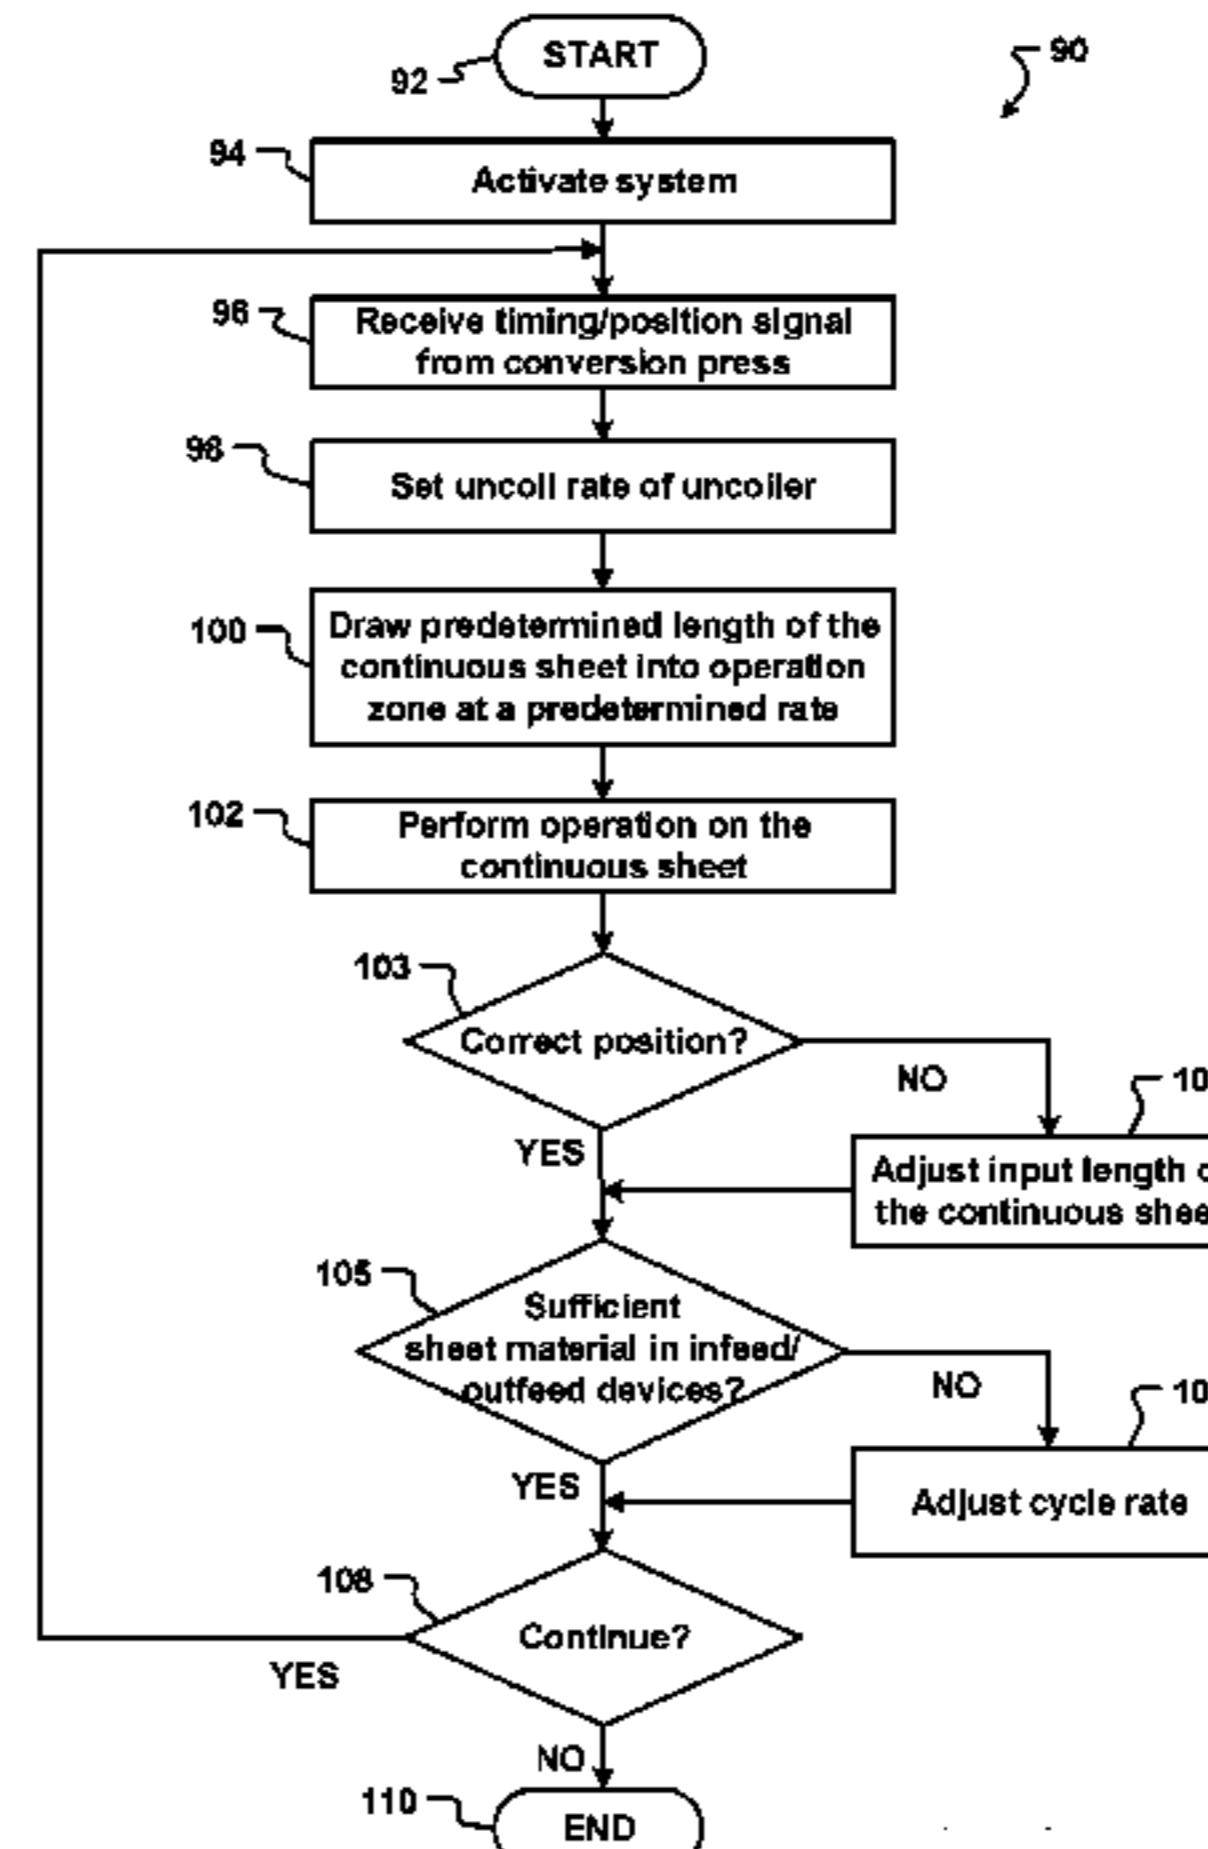 START
92
90
94
Activate system
96
Receive timing/position signal
from conversion press
98
Set uncoil rate of uncoiler
100
Draw predetermined length of the
continuous sheet into operation
zone at a predetermined rate
102
Perform operation on the
continuous sheet
103
Correct position?
NO
10
YES
Adjust input length
the continuous
105
Sufficient
sheet material in infeed/
outfeed devices?
NO
10
YES
Adjust cycle rate
108
Continue?
YES
NO
110
END